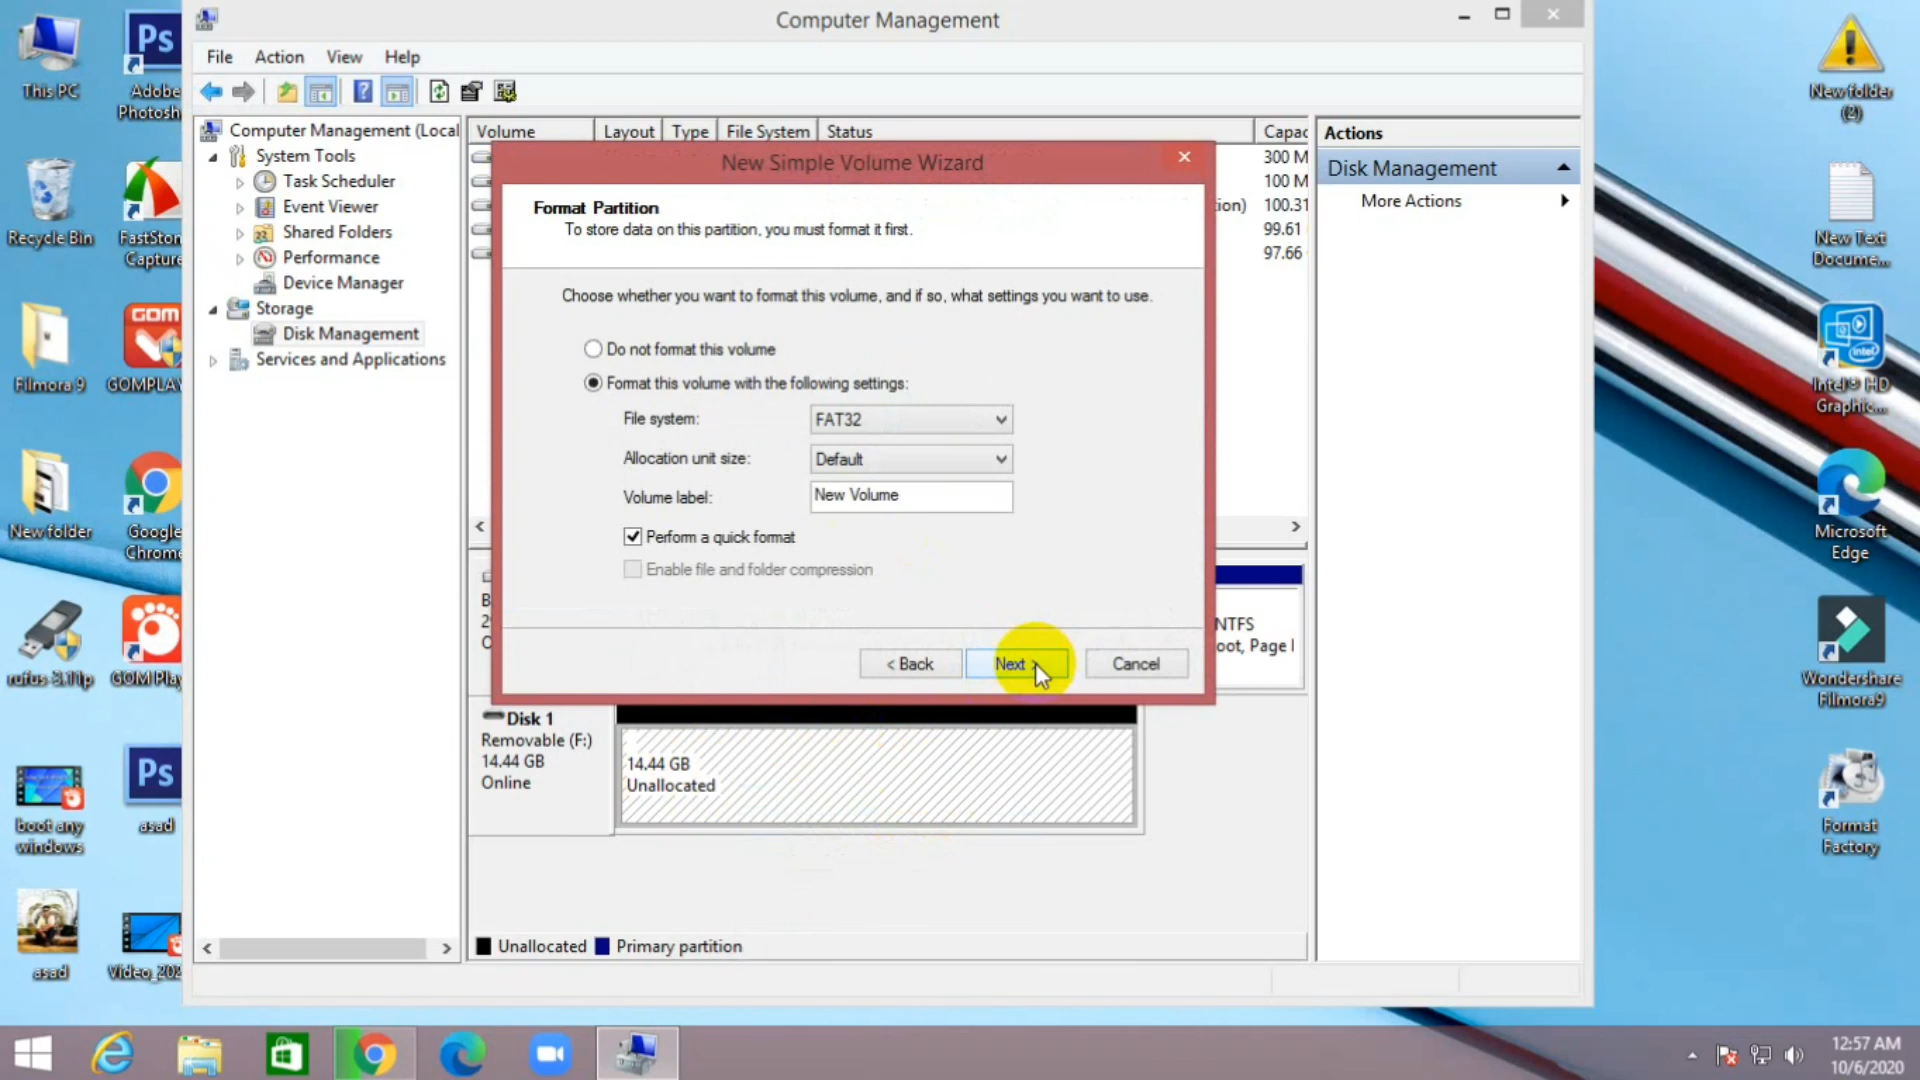 Computer Management
File Action View Help
This PC
Adobe
Photosh
Recycle Bin
FastSton
Capture
Filmora 9
GOM
GOMPLAY
New folder
Google
Chrome
rufus-3.11p
GOM Play
boot any
windows
Ps
asad
asad
Video_202
Ps
Computer Management (Local
System Tools
Task Scheduler
Event Viewer
Shared Folders
Performance
Device Manager
Storage
Disk Management
Services and Applications
Volume Layout Type File System Status Capac
300 M
100 M
ion) 100.31
99.61
97.66
New Simple Volume Wizard
Format Partition
To store data on this partition, you must format it first.
Choose whether you want to format this volume, and if so, what settings you want to use.
Do not format this volume
Format this volume with the following settings:
File system: FAT32
Allocation unit size: Default
Volume label: New Volume
Perform a quick format
Enable file and folder compression
< Back Next > Cancel
B
2
O
NTFS
oot, Page I
Disk 1
Removable (F:)
14.44 GB
Online
14.44 GB
Unallocated
Unallocated Primary partition
Actions
Disk Management
More Actions
New folder
(2)
New Text
Docume...
intel
Intel® HD
Graphic...
Microsoft
Edge
Wondershare
Filmora9
Format
Factory
12:57 AM
10/6/2020